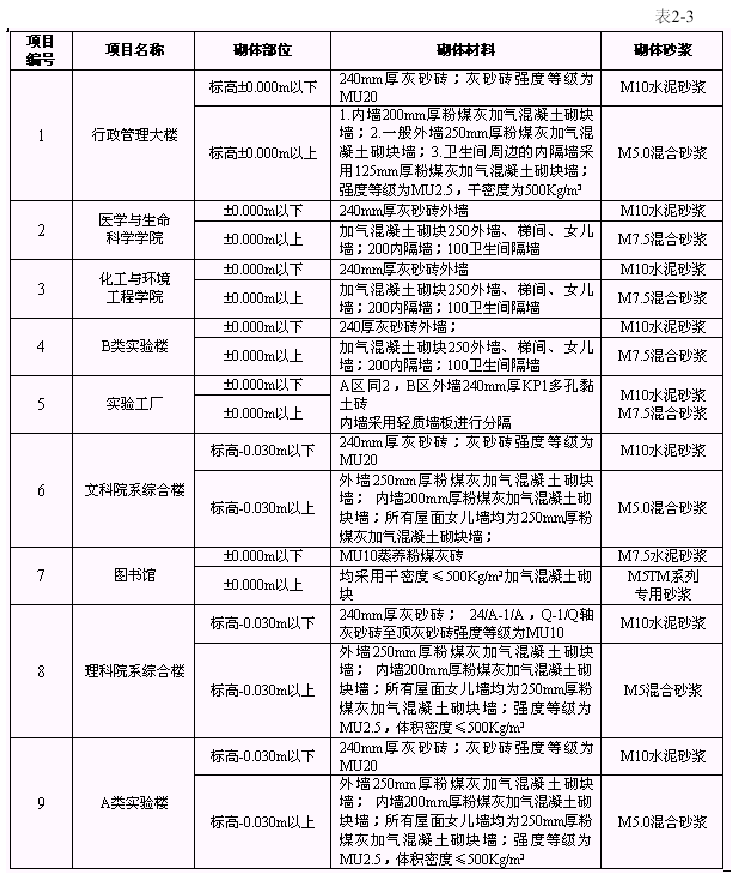 表2-3
项目
编号
项目名称
砌体部位
砌体材料
砌体砂浆
1
行政管理大楼
标高±0.000m以下
240mm厚灰砂砖；灰砂砖强度等级为
MU20
M10水泥砂浆
标高±0.000m以上
1.内墙200mm厚粉煤灰加气混凝土砌块
墙；2.一般外墙250mm厚粉煤灰加气混
凝土砌块墙；3.卫生间周边的内隔墙采
用125mm厚粉煤灰加气混凝土砌块墙；
强度等级为MU2.5，干密度为500Kg/m³
M5.0混合砂浆
2
医学与生命
科学学院
±0.000m以下
240mm厚灰砂砖外墙
M10水泥砂浆
±0.000m以上
加气混凝土砌块250外墙、梯间、女儿
墙；200内隔墙；100卫生间隔墙
M7.5混合砂浆
3
化工与环境
工程学院
±0.000m以下
240mm厚灰砂砖外墙
M10水泥砂浆
±0.000m以上
加气混凝土砌块250外墙、梯间、女儿
墙；200内隔墙；100卫生间隔墙
M7.5混合砂浆
4
B类实验楼
±0.000m以下
240厚灰砂砖外墙；
M10水泥砂浆
±0.000m以上
加气混凝土砌块250外墙、梯间、女儿
墙；200内隔墙；100卫生间隔墙
M7.5混合砂浆
5
实验工厂
±0.000m以下
±0.000m以上
A区同2，B区外墙240mm厚KP1多孔黏
土砖
内墙采用轻质墙板进行分隔
M10水泥砂浆
M7.5混合砂浆
6
文科院系综合楼
标高-0.030m以下
240mm厚灰砂砖；灰砂砖强度等级为
MU20
M10水泥砂浆
标高-0.030m以上
外墙250mm厚粉煤灰加气混凝土砌块
墙； 内墙200mm厚粉煤灰加气混凝土砌
块墙；所有屋面女儿墙均为250mm厚粉
煤灰加气混凝土砌块墙；
M5.0混合砂浆
7
图书馆
±0.000m以下
MU10蒸养粉煤灰砖
M7.5水泥砂浆
±0.000m以上
均采用干密度≤500Kg/m³加气混凝土砌
块
M5TM系列
专用砂浆
8
理科院系综合楼
标高-0.030m以下
240mm厚灰砂砖； 24/A-1/A，Q-1/Q轴
灰砂砖至顶灰砂砖强度等级为MU10
M10水泥砂浆
标高-0.030m以上
外墙250mm厚粉煤灰加气混凝土砌块
墙； 内墙200mm厚粉煤灰加气混凝土砌
块墙；所有屋面女儿墙均为250mm厚粉
煤灰加气混凝土砌块墙；强度等级为
MU2.5，体积密度≤500Kg/m³
M5混合砂浆
9
A类实验楼
标高-0.030m以下
240mm厚灰砂砖；灰砂砖强度等级为
MU20
M10水泥砂浆
标高-0.030m以上
外墙250mm厚粉煤灰加气混凝土砌块
墙； 内墙200mm厚粉煤灰加气混凝土砌
块墙；所有屋面女儿墙均为250mm厚粉
煤灰加气混凝土砌块墙；强度等级为
MU2.5，体积密度≤500Kg/m³
M5.0混合砂浆